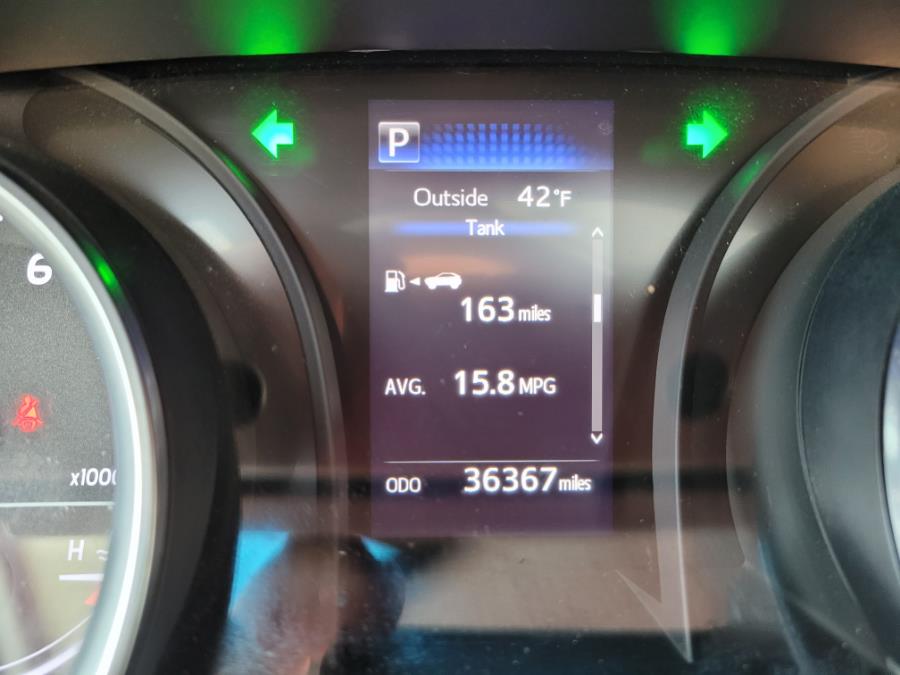 P
Outside 42°F
Tank
163 miles
AVG. 15.8 MPG
ODO 36367 miles
6
x1000
H